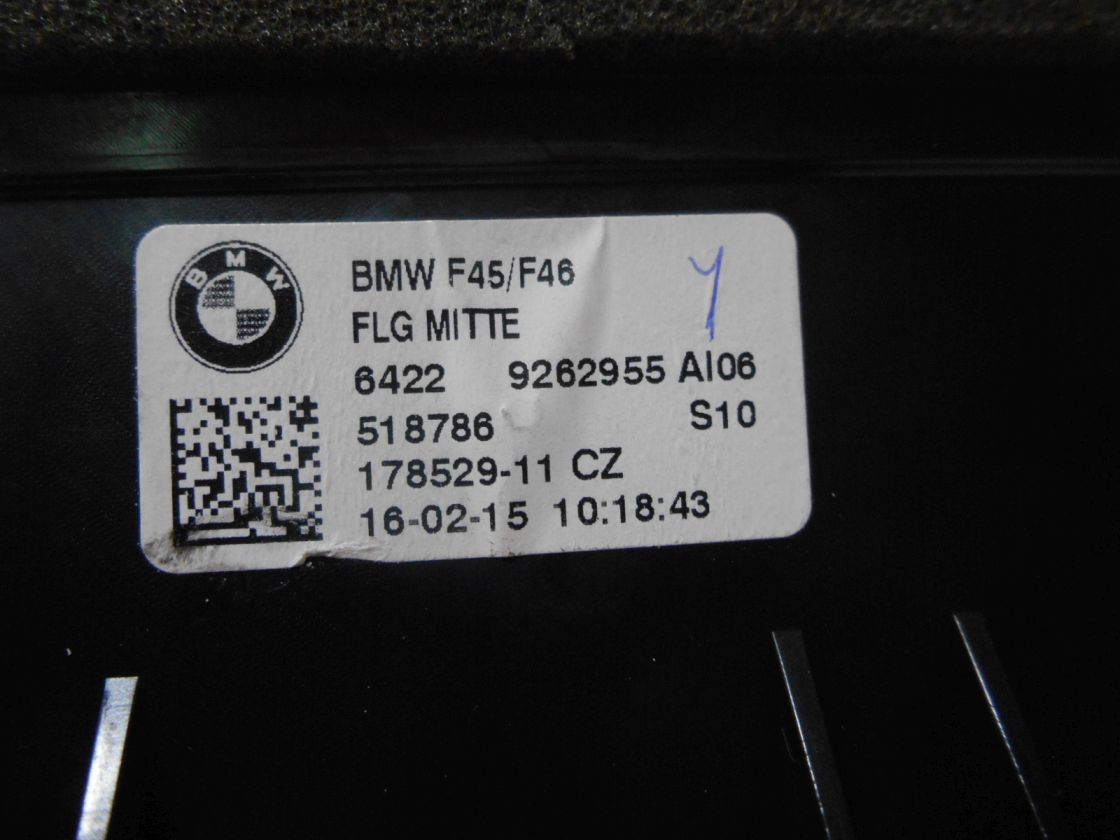 BMW
BMW F45/F46
FLG MITTE
6422 9262955 AI06
518786 S10
178529-11 CZ
16-02-15 10:18:43